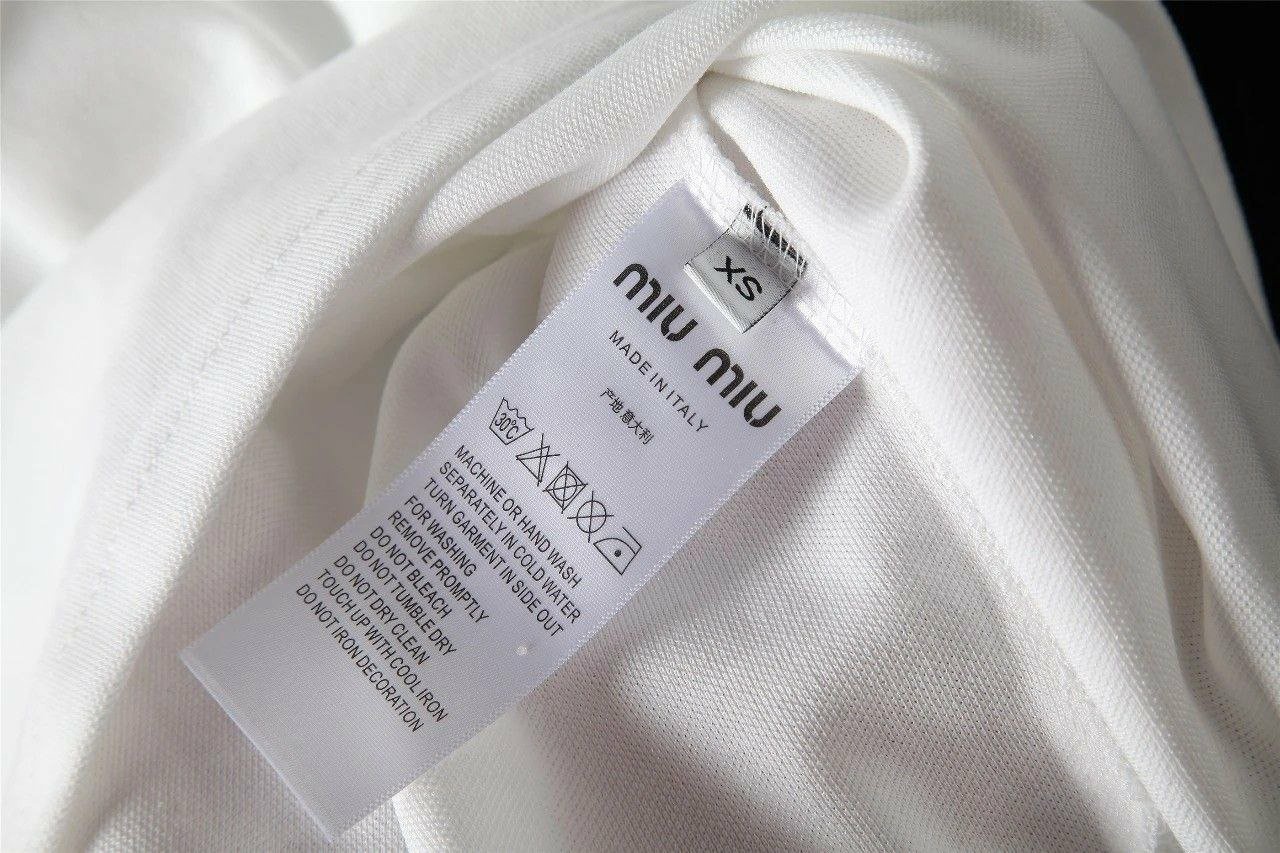 XS
miu miu
MADE IN ITALY
产地意大利
30℃
MACHINE OR HAND WASH
SEPARATELY IN COLD WATER
TURN GARMENT IN SIDE OUT
FOR WASHING
REMOVE PROMPTLY
DO NOT BLEACH
DO NOT TUMBLE DRY
DO NOT DRY CLEAN
TOUCH UP WITH COOL IRON
DO NOT IRON DECORATION